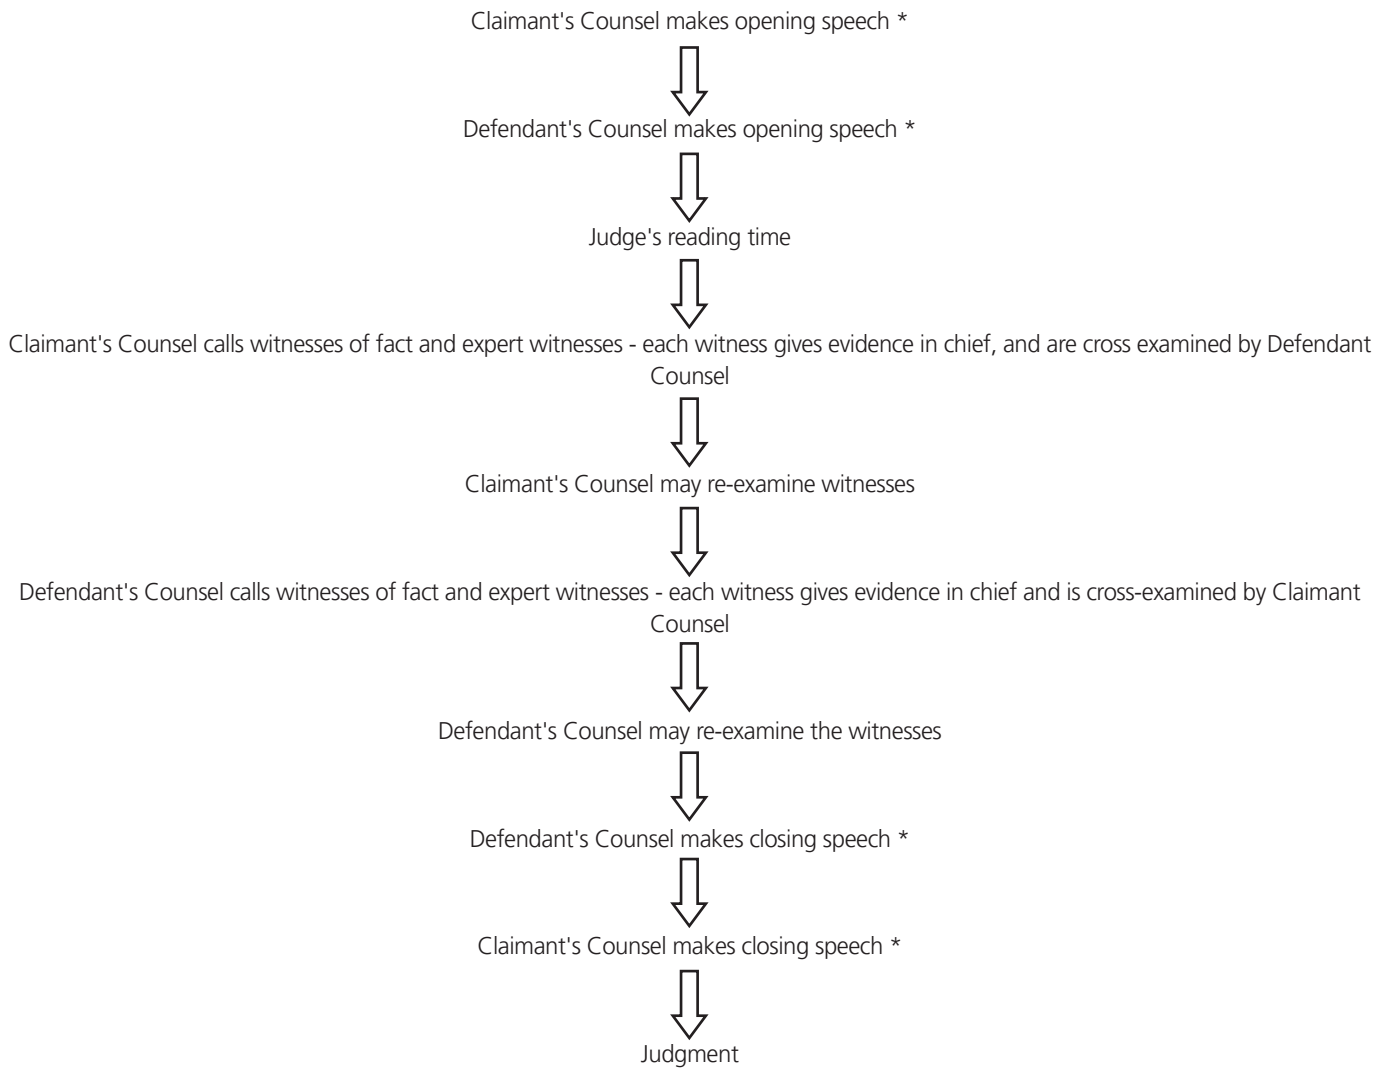 Claimant's Counsel makes opening speech *
Defendant's Counsel makes opening speech *
Judge's reading time
Claimant's Counsel calls witnesses of fact and expert witnesses - each witness gives evidence in chief, and are cross examined by Defendant
Counsel
Claimant's Counsel may re-examine witnesses
Defendant's Counsel calls witnesses of fact and expert witnesses - each witness gives evidence in chief and is cross-examined by Claimant
Counsel
Defendant's Counsel may re-examine the witnesses
Defendant's Counsel makes closing speech *
Claimant's Counsel makes closing speech *
Judgment